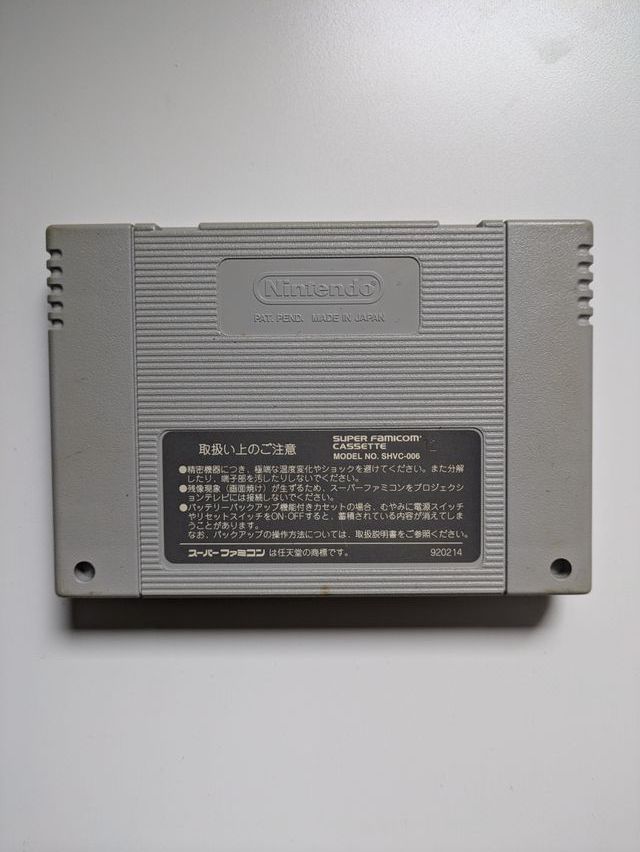 Nintendo®
PAT. PEND. MADE IN JAPAN
取扱い上のご注意
SUPER FAMICOM
CASSETTE
MODEL NO. SHVC-006
●精密機器につき、極端な温度変化やショックを避けてください。また分解
したり、端子部を汚したりしないでください。
●残像現象（画面焼け）が生ずるため、スーパーファミコンをプロジェクシ
ョンテレビには接続しないでください。
●バッテリーバックアップ機能付きカセットの場合、むやみに電源スイッチ
やリセットスイッチをON-OFFすると、蓄積されている内容が消えてしま
うことがあります。
なお、バックアップの操作方法については、取扱説明書をご参照ください。
スーパーファミコン は任天堂の商標です。
920214